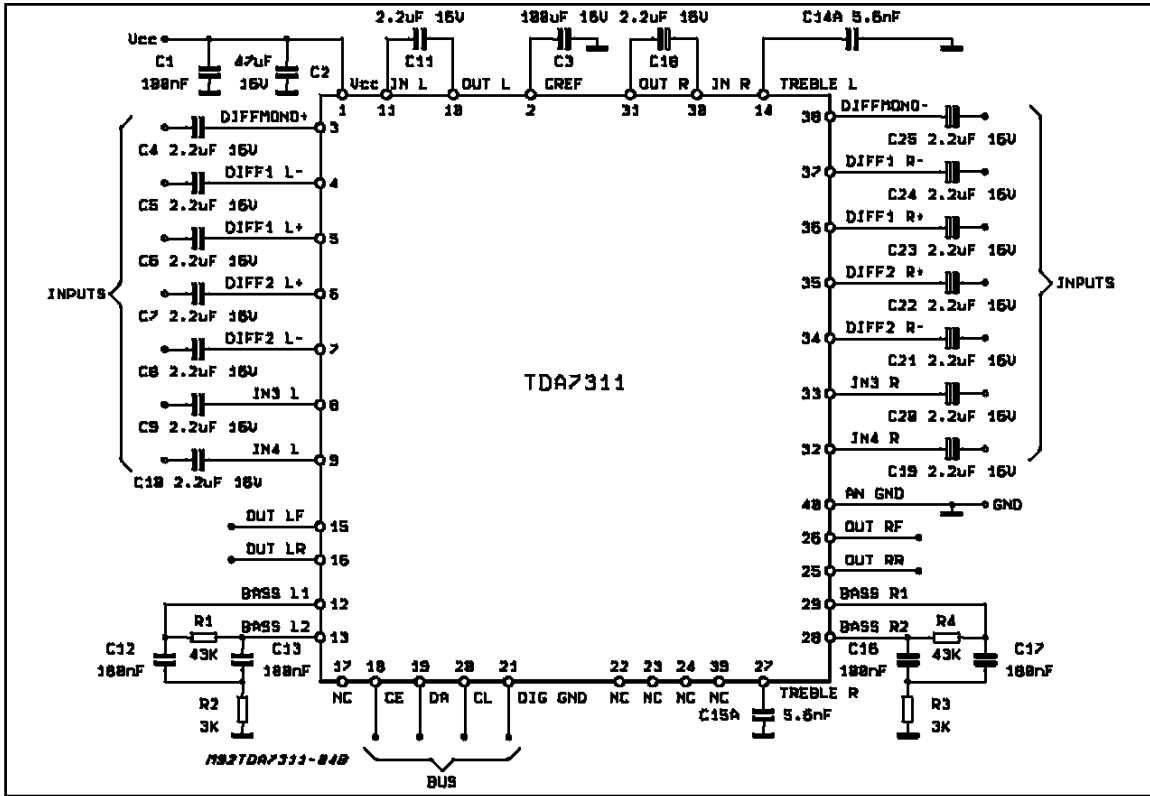 Vcc
C1
100nF
47uF
16V
C2
2.2uF 16V
C11
100uF 16V
C3
2.2uF 16V
C18
C14A 5.6nF
Vcc IN L
OUT L
CREF
OUT R
IN R
TREBLE L
1
11
10
2
31
30
14
DIFFMONO+
3
C4 2.2uF 16V
DIFF1 L-
4
C5 2.2uF 16V
DIFF1 L+
5
C6 2.2uF 16V
DIFF2 L+
6
C7 2.2uF 16V
DIFF2 L-
7
C8 2.2uF 16V
IN3 L
8
C9 2.2uF 16V
IN4 L
9
C10 2.2uF 16V
INPUTS
TDA7311
38
DIFFMONO-
C25 2.2uF 16V
37
DIFF1 R-
C24 2.2uF 16V
36
DIFF1 R+
C23 2.2uF 16V
35
DIFF2 R+
C22 2.2uF 16V
34
DIFF2 R-
C21 2.2uF 16V
33
IN3 R
C20 2.2uF 16V
32
IN4 R
C19 2.2uF 16V
INPUTS
40
AN GND
GND
OUT LF
15
OUT LR
16
26
OUT RF
25
OUT RR
BASS L1
12
BASS L2
13
R1
43K
C12
100nF
C13
100nF
R2
3K
29
BASS R1
28
BASS R2
R4
43K
C16
100nF
C17
100nF
R3
3K
17
18
19
20
21
22
23
24
39
27
NC
CE
DA
CL
DIG GND
NC
NC
NC
NC
TREBLE R
C15A
5.6nF
BUS
M92TDA7311-04B